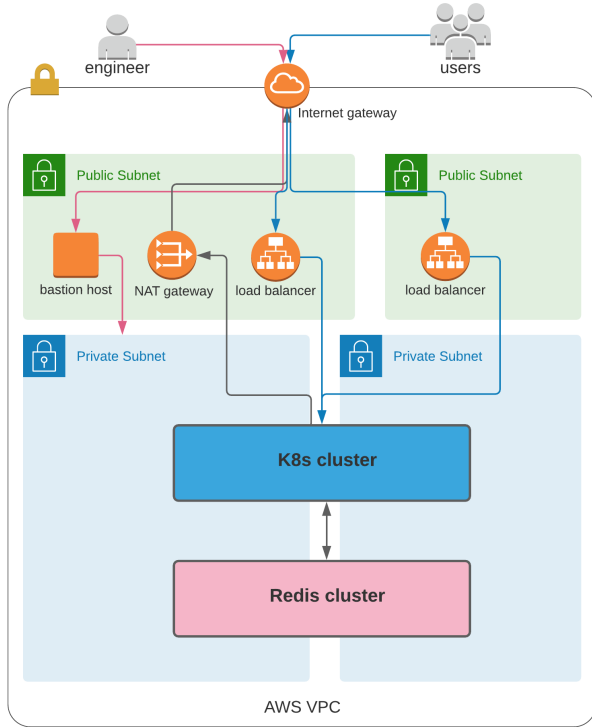 engineer
users
Internet gateway
Public Subnet
Public Subnet
bastion host
NAT gateway
load balancer
load balancer
Private Subnet
Private Subnet
K8s cluster
Redis cluster
AWS VPC